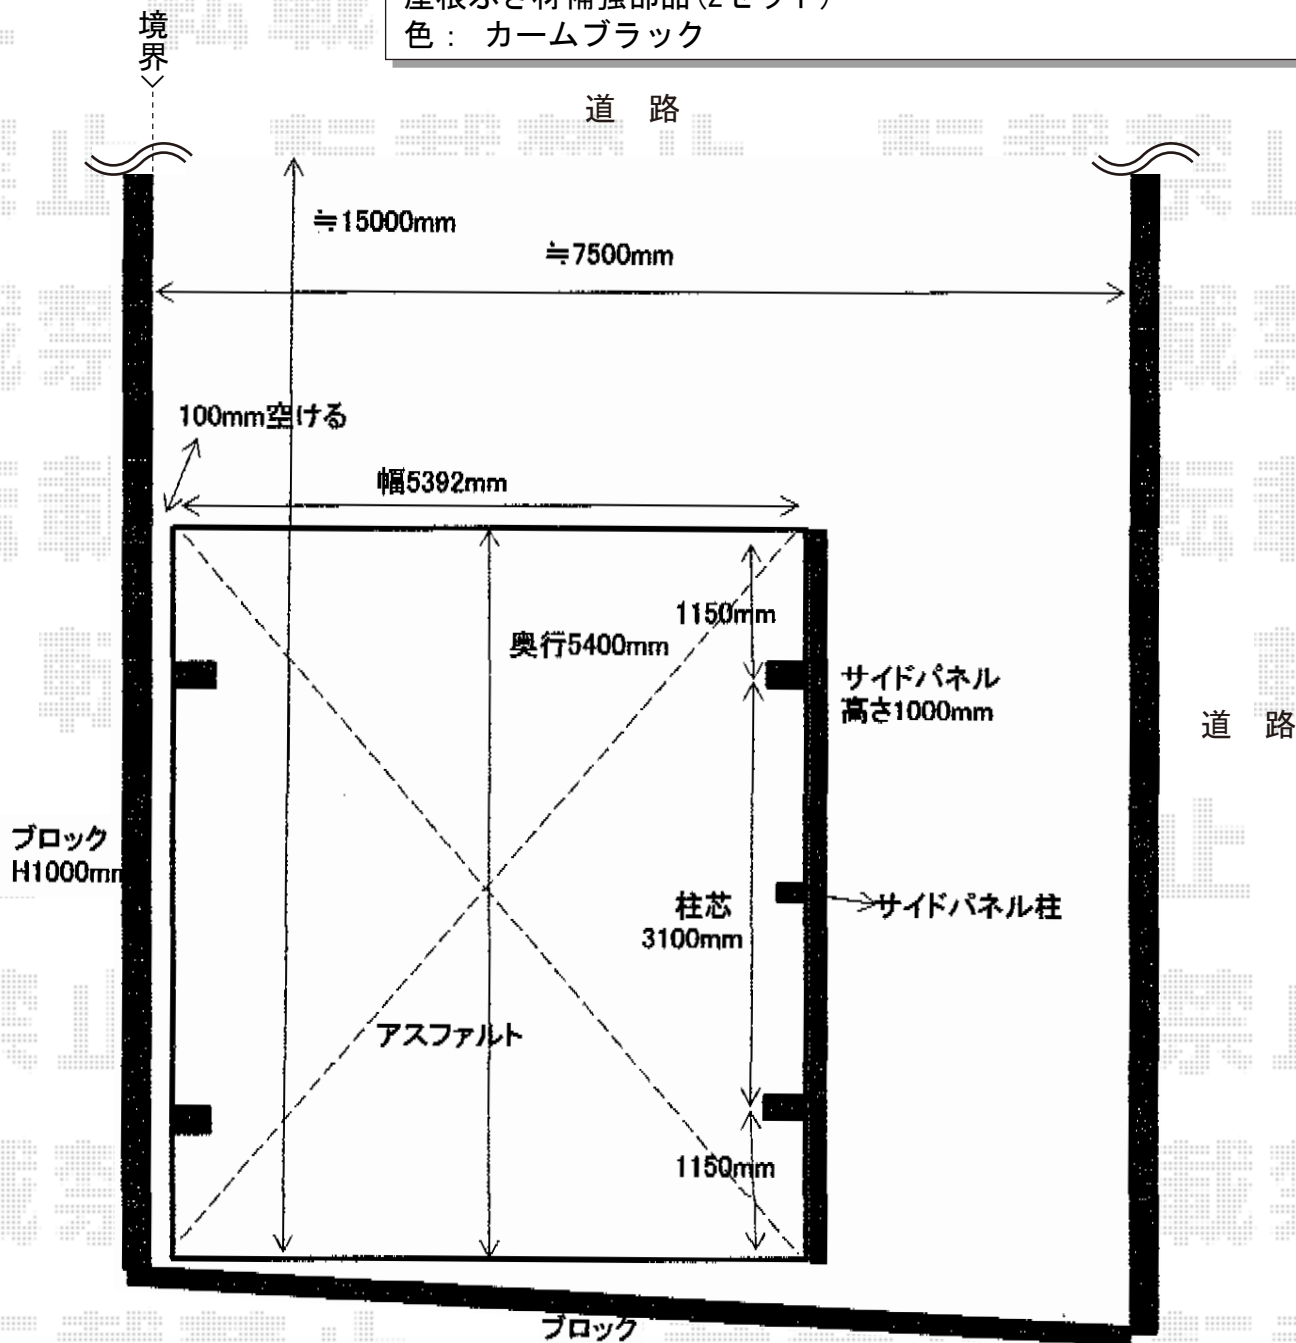 色： カームブラック
境界
道 路
≒15000mm
≒7500mm
100mm空ける
幅5392mm
1150mm
奥行5400mm
サイドパネル
高さ1000mm
道 路
ブロック
H1000mm
柱芯
3100mm
サイドパネル柱
アスファルト
1150mm
ブロック